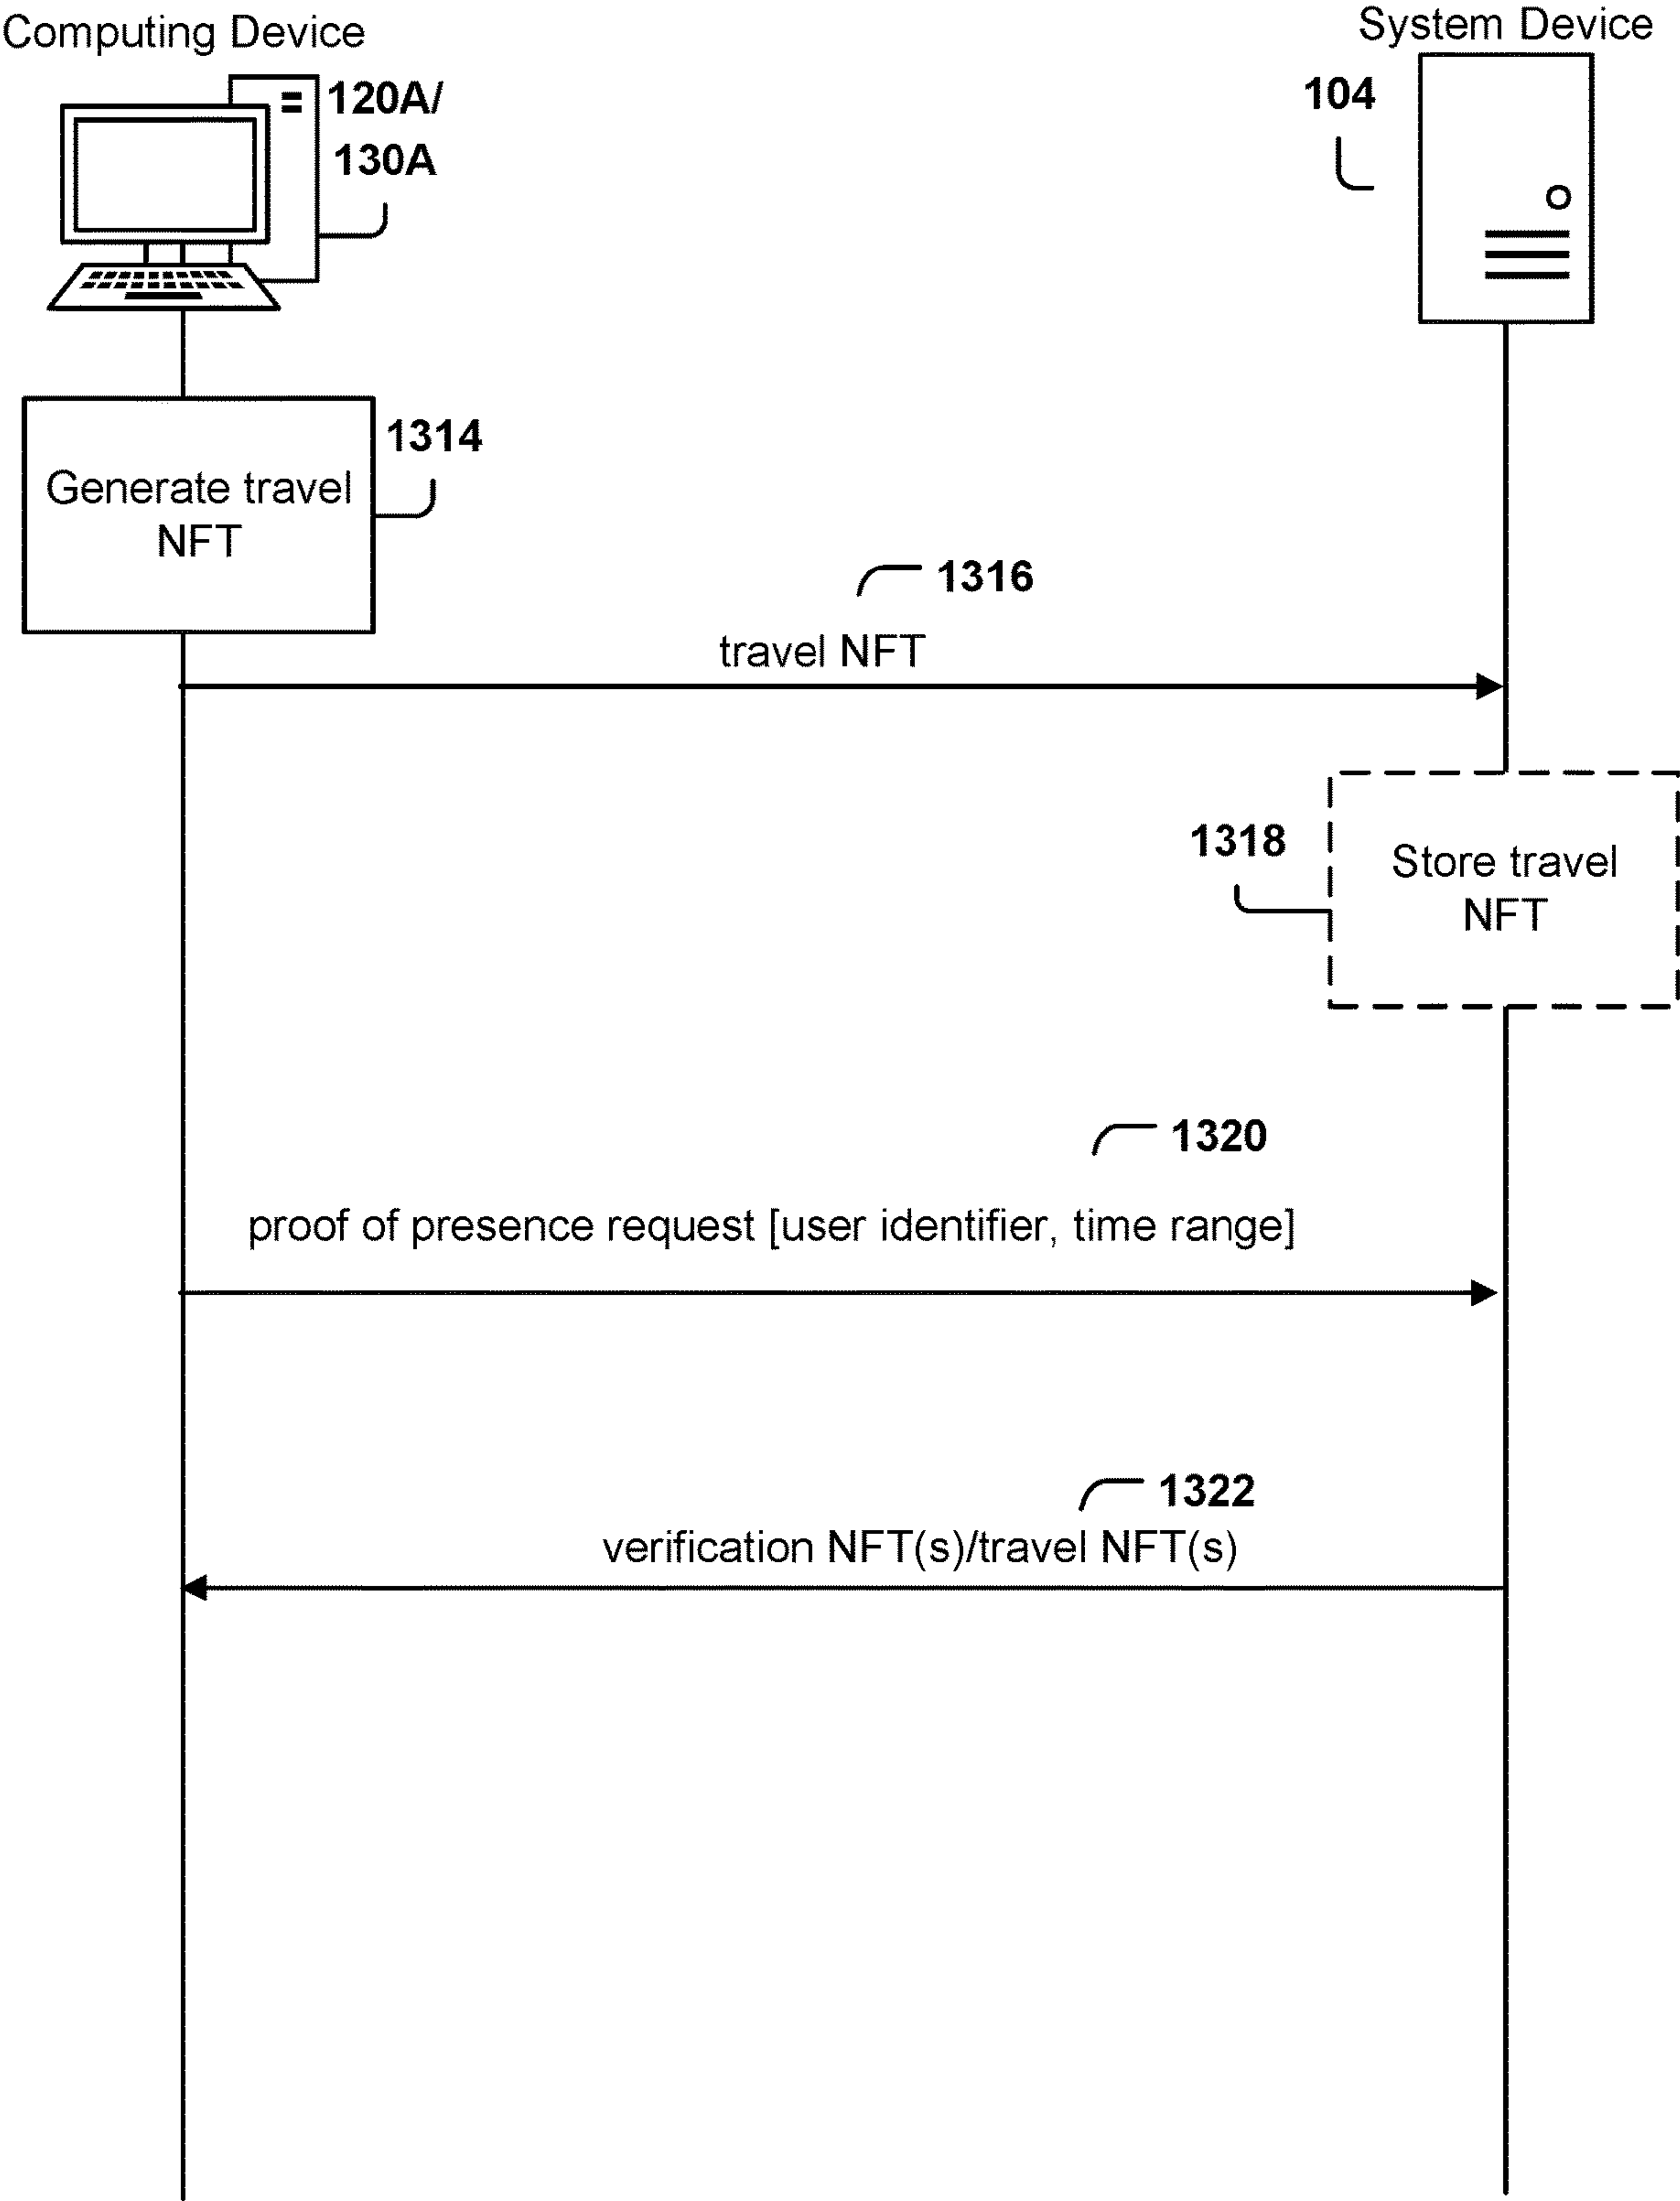 Computing Device
System Device
120A/
130A
104
1314
Generate travel
NFT
1316
travel NFT
1318
Store travel
NFT
1320
proof of presence request [user identifier, time range]
1322
verification NFT(s)/travel NFT(s)